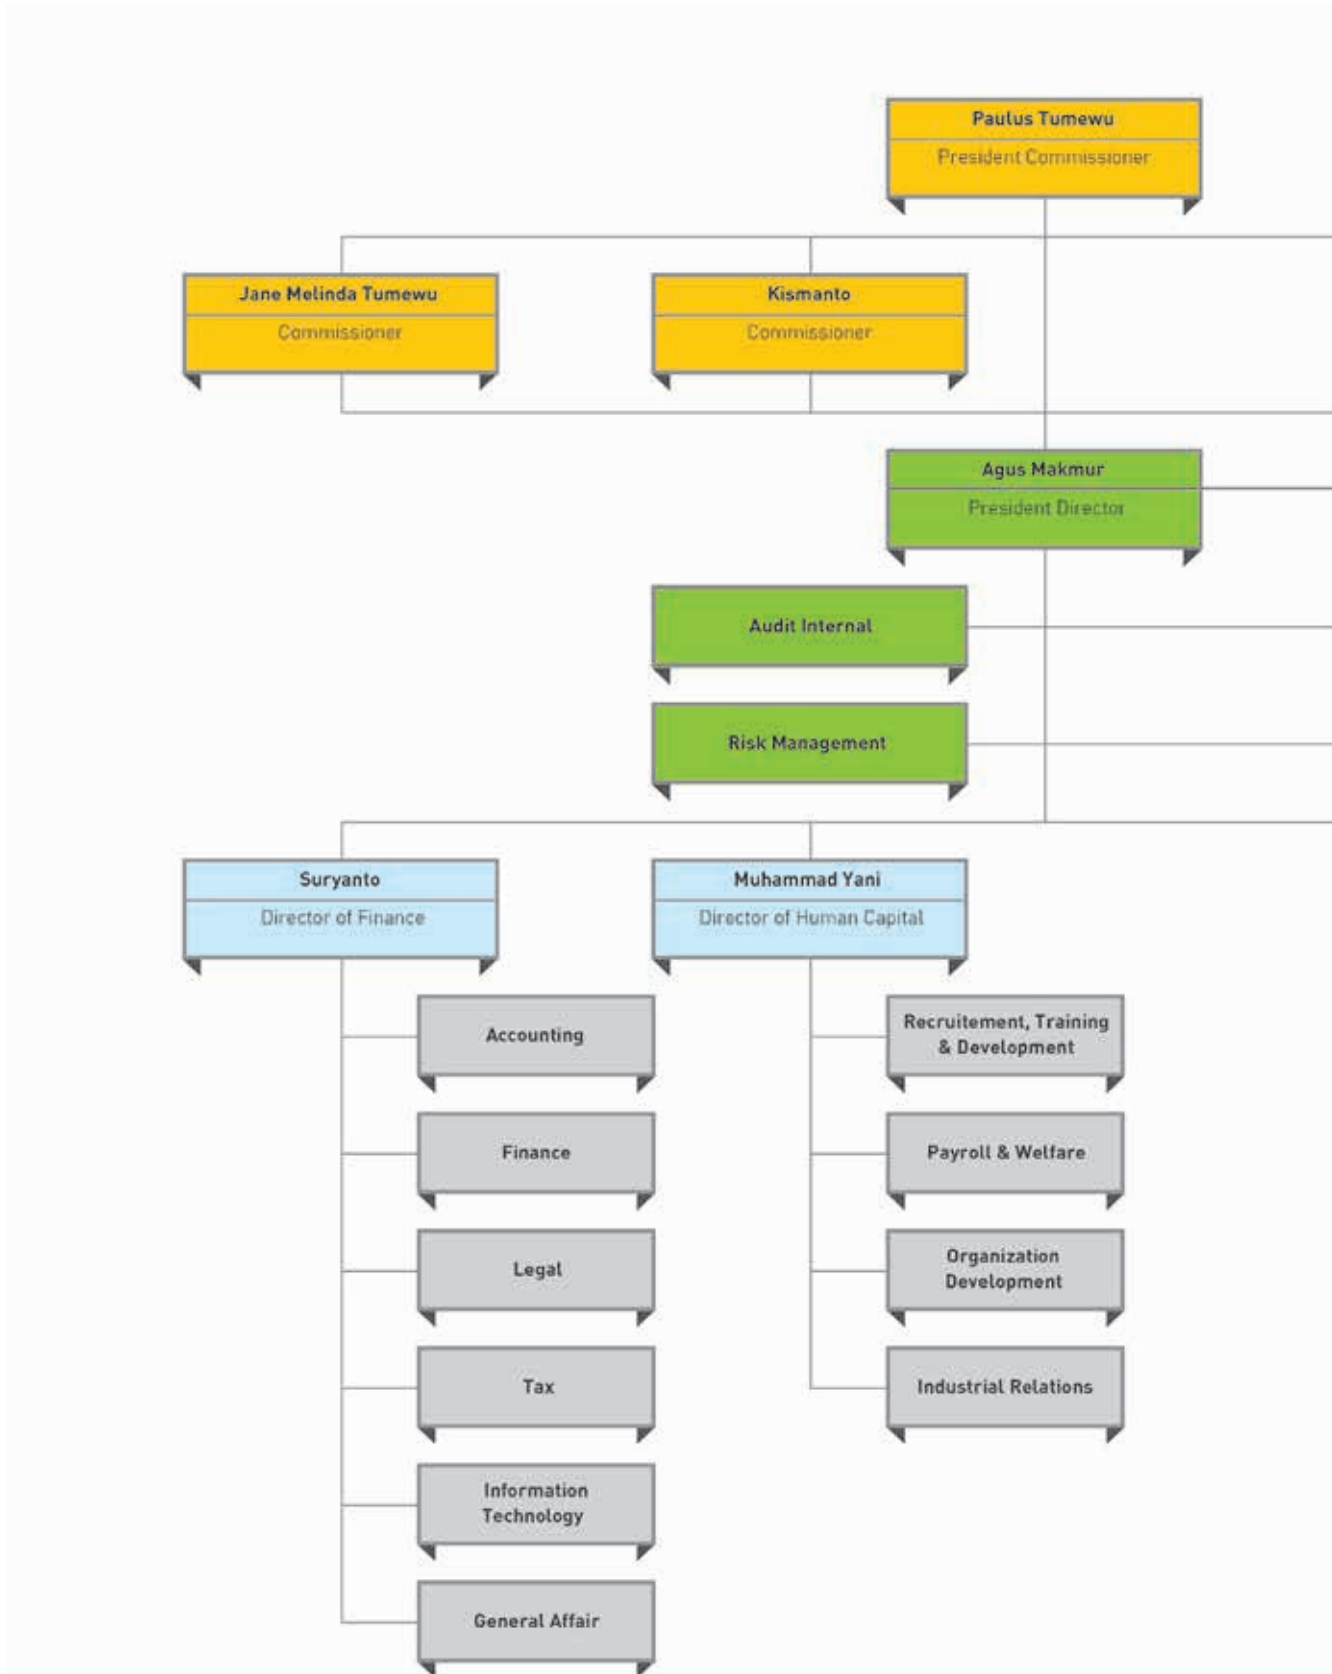 Paulus Tumewu
President Commissioner
Jane Melinda Tumewu
Commissioner
Kismanto
Commissioner
Agus Makmur
President Director
Audit Internal
Risk Management
Suryanto
Director of Finance
Muhammad Yani
Director of Human Capital
Accounting
Finance
Legal
Tax
Information
Technology
General Affair
Recruitement, Training
& Development
Payroll & Welfare
Organization
Development
Industrial Relations